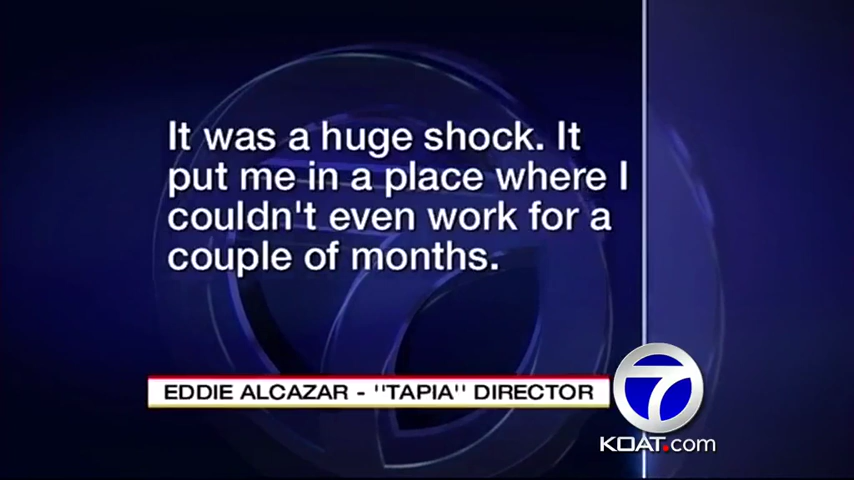 It was a huge shock. It
put me in a place where I
couldn't even work for a
couple of months.
EDDIE ALCAZAR - "TAPIA" DIRECTOR
7
KOAT.com